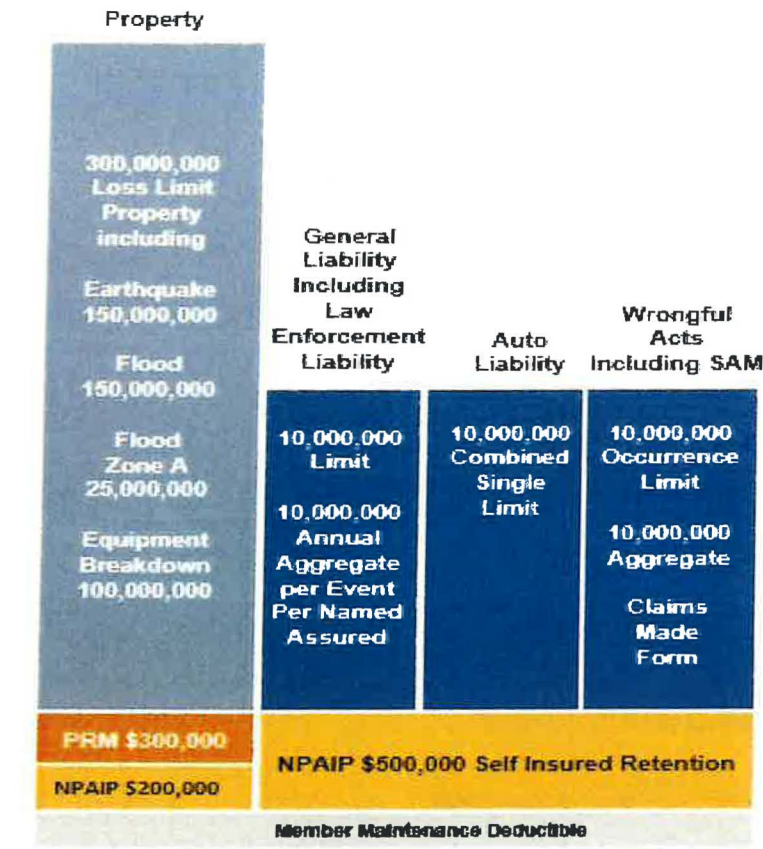 Property
300,000,000
Loss Limit
Property
including
Earthquake
150,000,000
Flood
150,000,000
Flood
Zone A
25,000,000
Equipment
Breakdown
100,000,000
PRM $300,000
NPAIP $200,000
General
Liability
Including
Law
Enforcement
Liability
10,000,000
Limit
10,000,000
Annual
Aggregate
per Event
Per Named
Assured
Auto
Liability
10,000,000
Combined
Single
Limit
Wrongful
Acts
Including SAM
10,000,000
Occurrence
Limit
10,000,000
Aggregate
Claims
Made
Form
NPAIP $500,000 Self Insured Retention
Member Maintenance Deductible